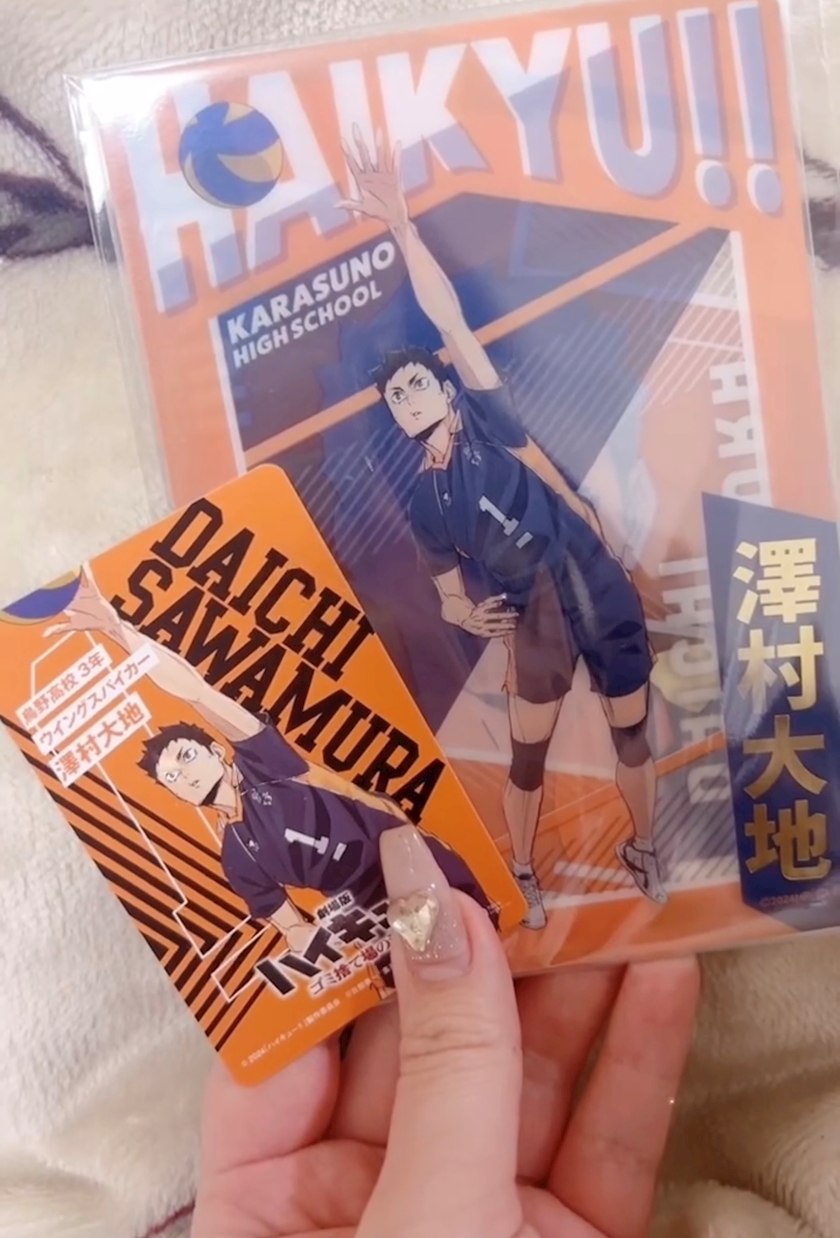 HAIKYU!!
KARASUNO
HIGH SCHOOL
1
澤村大地
DAICHI
SAWAMURA
烏野高校 3年
ウイングスパイカー
澤村大地
1
劇場版
ハイキュ
ゴミ捨て場の